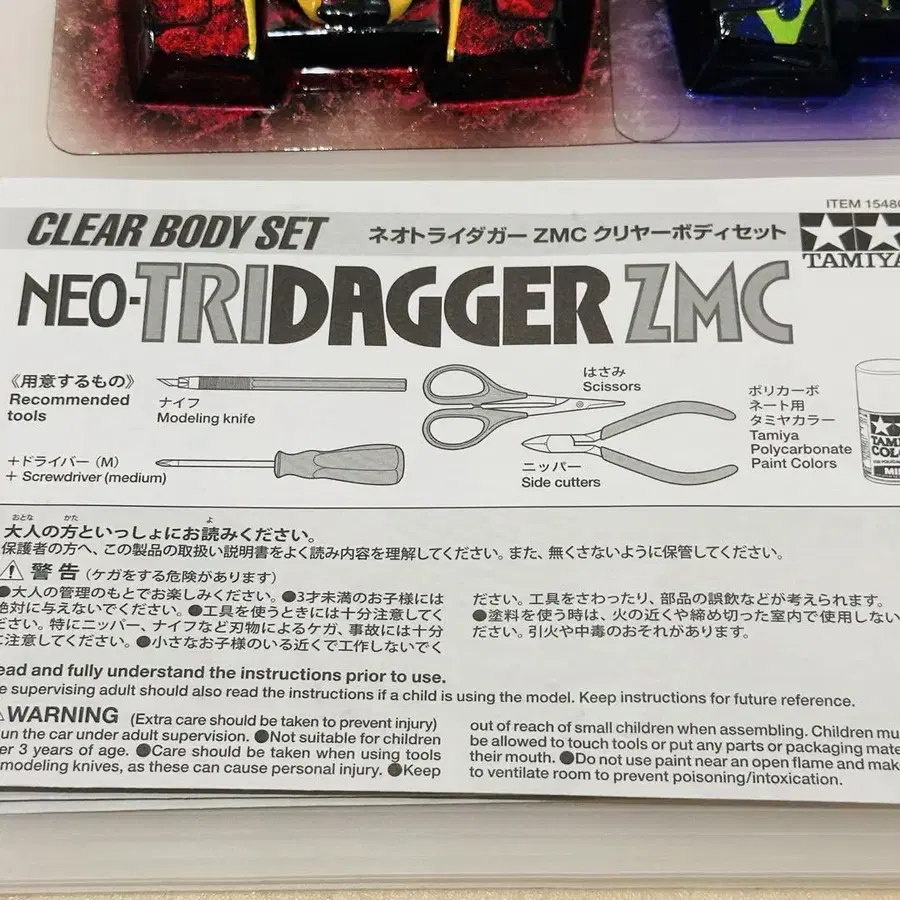 ITEM 1548
CLEAR BODY SET
ネオトライダガー ZMC クリヤーボディセット
TAMIYA
NEO-TRIDAGGER ZMC
《用意するもの》
Recommended
tools
ナイフ
Modeling knife
はさみ
Scissors
+ドライバー（M）
+ Screwdriver (medium)
ニッパー
Side cutters
ポリカーボ
ネート用
タミヤカラー
Tamiya
Polycarbonate
Paint Colors
おとな かた よ
大人の方といっしょにお読みください。
保護者の方へ、この製品の取扱い説明書をよく読み内容を理解してください。また、無くさないように保管してください。
警告（ケガをする危険があります）
●大人の管理のもとでお楽しみください。●3才未満のお子様には
絶対に与えないでください。●工具を使うときには十分注意してく
ださい。特にニッパー、ナイフなど刃物によるケガ、事故には十分
ご注意してください。●小さなお子様のいる近くで工作しないでく
ださい。工具をさわったり、部品の誤飲などが考えられます。
●塗料を使う時は、火の近くや締め切った室内で使用しない
ださい。引火や中毒のおそれがあります。
ead and fully understand the instructions prior to use.
e supervising adult should also read the instructions if a child is using the model. Keep instructions for future reference.
WARNING (Extra care should be taken to prevent injury)
un the car under adult supervision. ●Not suitable for children
er 3 years of age. ●Care should be taken when using tools
modeling knives, as these can cause personal injury. ●Keep
out of reach of small children when assembling. Children mu
be allowed to touch tools or put any parts or packaging mate
their mouth. ●Do not use paint near an open flame and make
to ventilate room to prevent poisoning/intoxication.